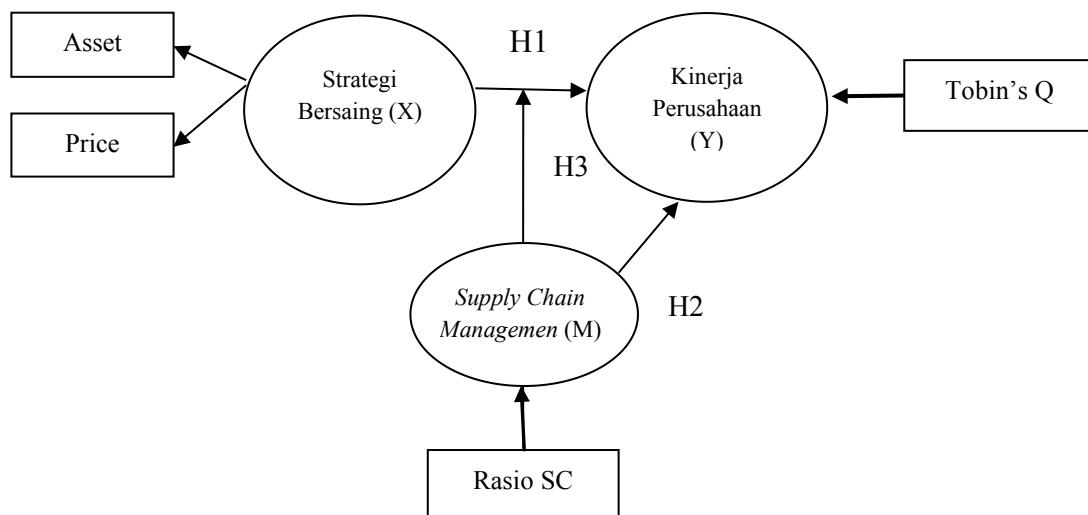 Asset
H1
Strategi
Bersaing (X)
Kinerja
Perusahaan
(Y)
Tobin’s Q
Price
H3
Supply Chain
Managemen (M)
H2
Rasio SC